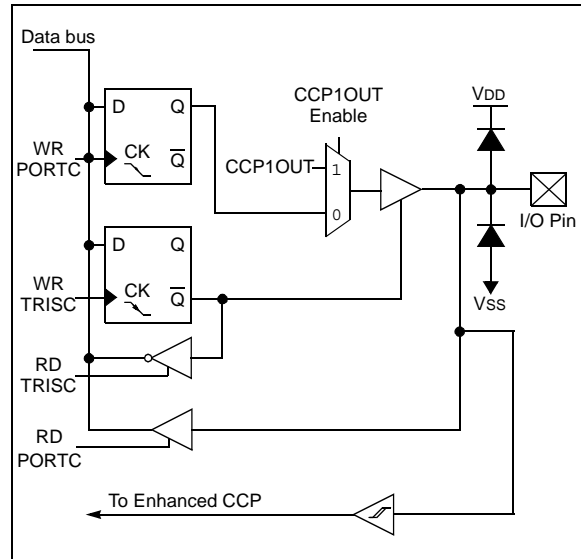 Data bus
D Q
CK Q
WR
PORTC
CCP1OUT
Enable
CCP1OUT
1
0
VDD
I/O Pin
VSS
D Q
CK Q
WR
TRISC
RD
TRISC
RD
PORTC
To Enhanced CCP